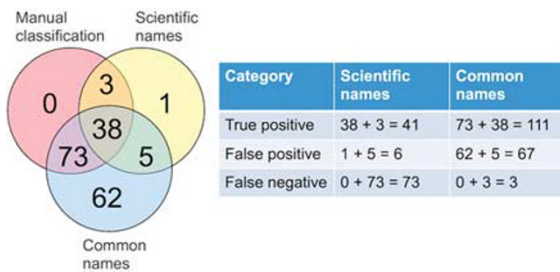 Manual
classification
Scientific
names
0
3
1
38
73
5
62
Common
names
Category Scientific names Common names
True positive 38 + 3 = 41 73 + 38 = 111
False positive 1 + 5 = 6 62 + 5 = 67
False negative 0 + 73 = 73 0 + 3 = 3